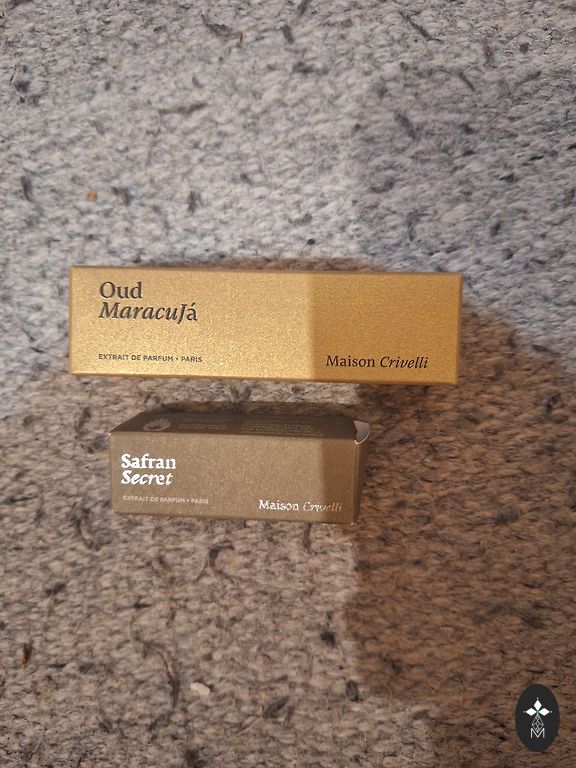 Oud
MaracuJá
EXTRAIT DE PARFUM • PARIS
Maison Crivelli
Safran
Secret
EXTRAIT DE PARFUM • PARIS
Maison Crivelli
M